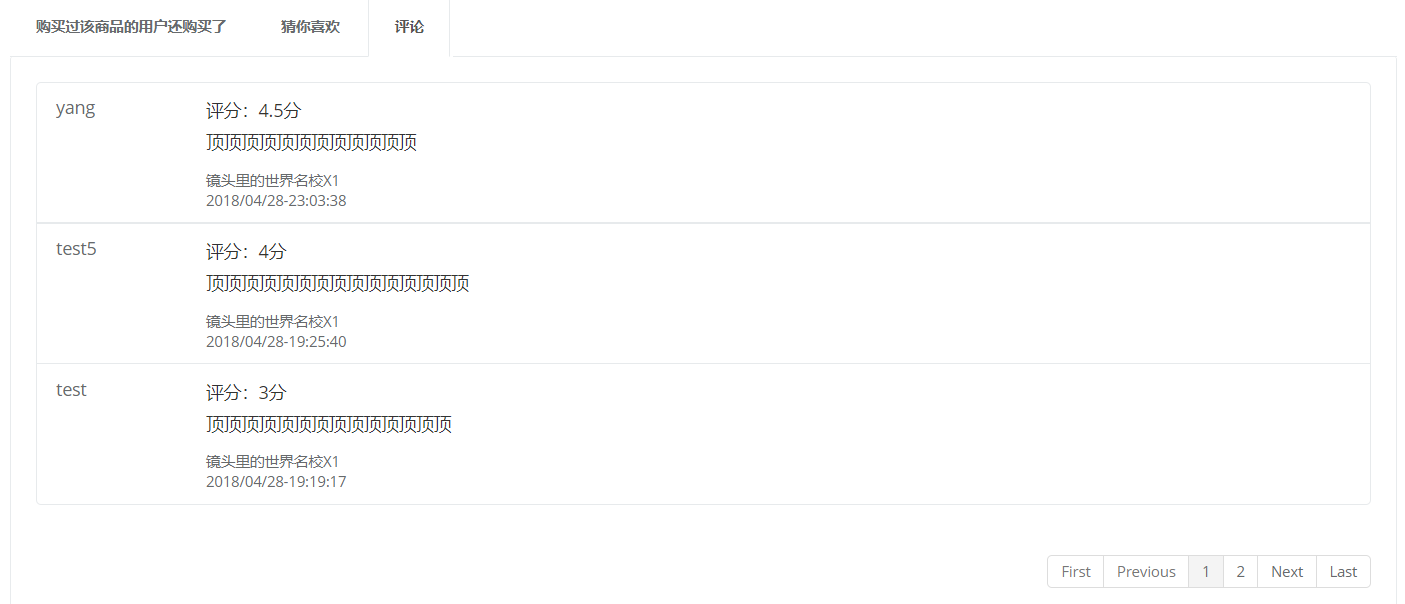 购买过该商品的用户还购买了 猜你喜欢 评论
yang 评分：4.5分
顶顶顶顶顶顶顶顶顶顶顶顶
镜头里的世界名校X1
2018/04/28-23:03:38
test5 评分：4分
顶顶顶顶顶顶顶顶顶顶顶顶顶顶顶
镜头里的世界名校X1
2018/04/28-19:25:40
test 评分：3分
顶顶顶顶顶顶顶顶顶顶顶顶顶顶
镜头里的世界名校X1
2018/04/28-19:19:17
First Previous 1 2 Next Last